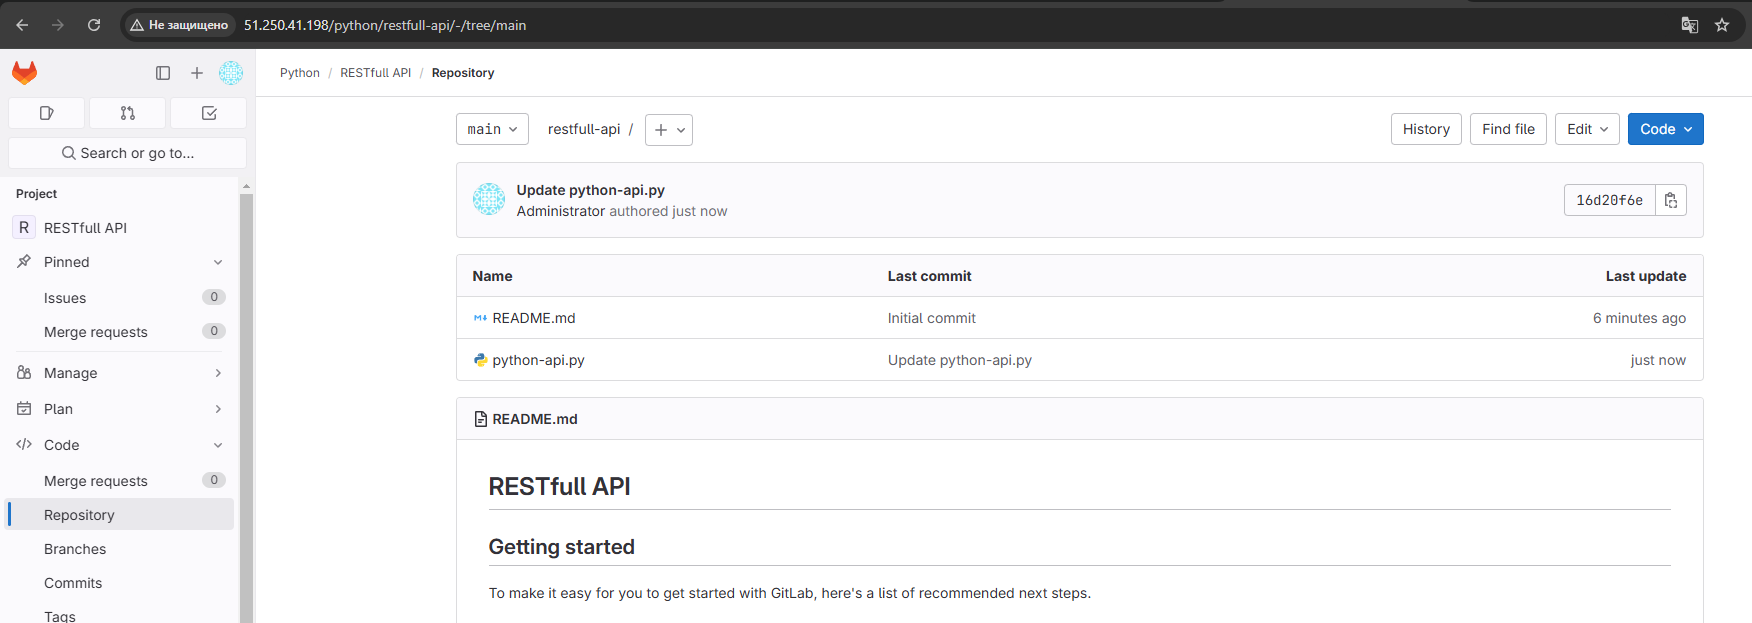 Не защищено 51.250.41.198/python/restfull-api/-/tree/main
Python / RESTfull API / Repository
Search or go to...
Project
R RESTfull API
Pinned
Issues 0
Merge requests 0
Manage
Plan
Code
Merge requests 0
Repository
Branches
Commits
Tags
main restfull-api / + History Find file Edit Code
Update python-api.py
Administrator authored just now
16d20f6e
Name Last commit Last update
README.md Initial commit 6 minutes ago
python-api.py Update python-api.py just now
README.md
RESTfull API
Getting started
To make it easy for you to get started with GitLab, here's a list of recommended next steps.